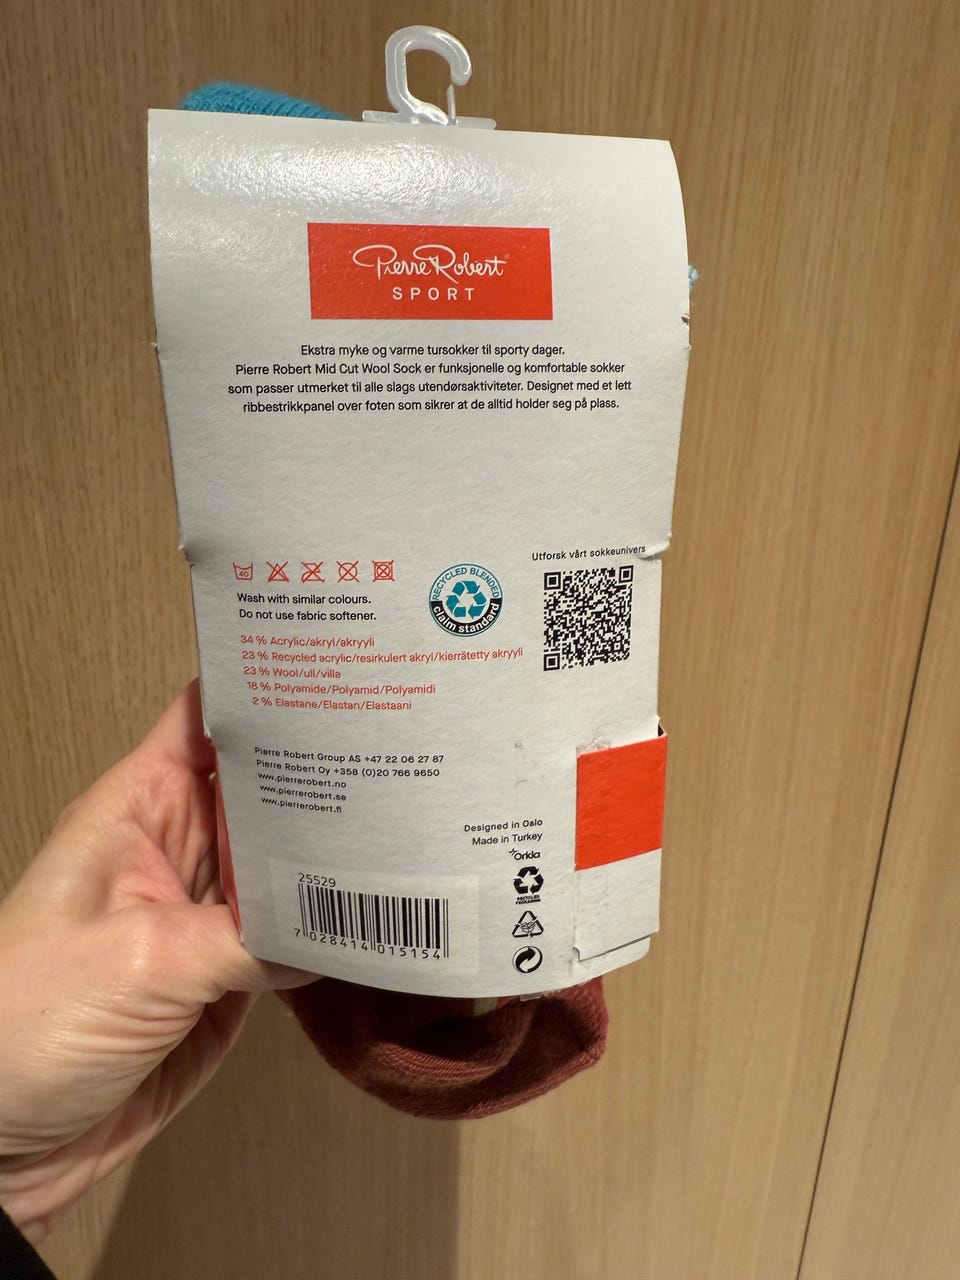 Pierre Robert
SPORT
Ekstra myke og varme tursokker til sporty dager.
Pierre Robert Mid Cut Wool Sock er funksjonelle og komfortable sokker
som passer utmerket til alle slags utendørsaktiviteter. Designet med et lett
ribbestrikkpanel over foten som sikrer at de alltid holder seg på plass.
Utforsk vårt sokkeunivers
40
Wash with similar colours.
Do not use fabric softener.
RECYCLED BLENDED
claim standard
34 % Acrylic/akryl/akryyli
23 % Recycled acrylic/resirkulert akryl/kierrätetty akryyli
23 % Wool/ull/villa
18 % Polyamide/Polyamid/Polyamidi
2 % Elastane/Elastan/Elastaani
Pierre Robert Group AS +47 22 06 27 87
Pierre Robert Oy +358 (0)20 766 9650
www.pierrerobert.no
www.pierrerobert.se
www.pierrerobert.fi
Designed in Oslo
Made in Turkey
Orkla
RECYCLED
PACKAGING
25529
7 028414 015154